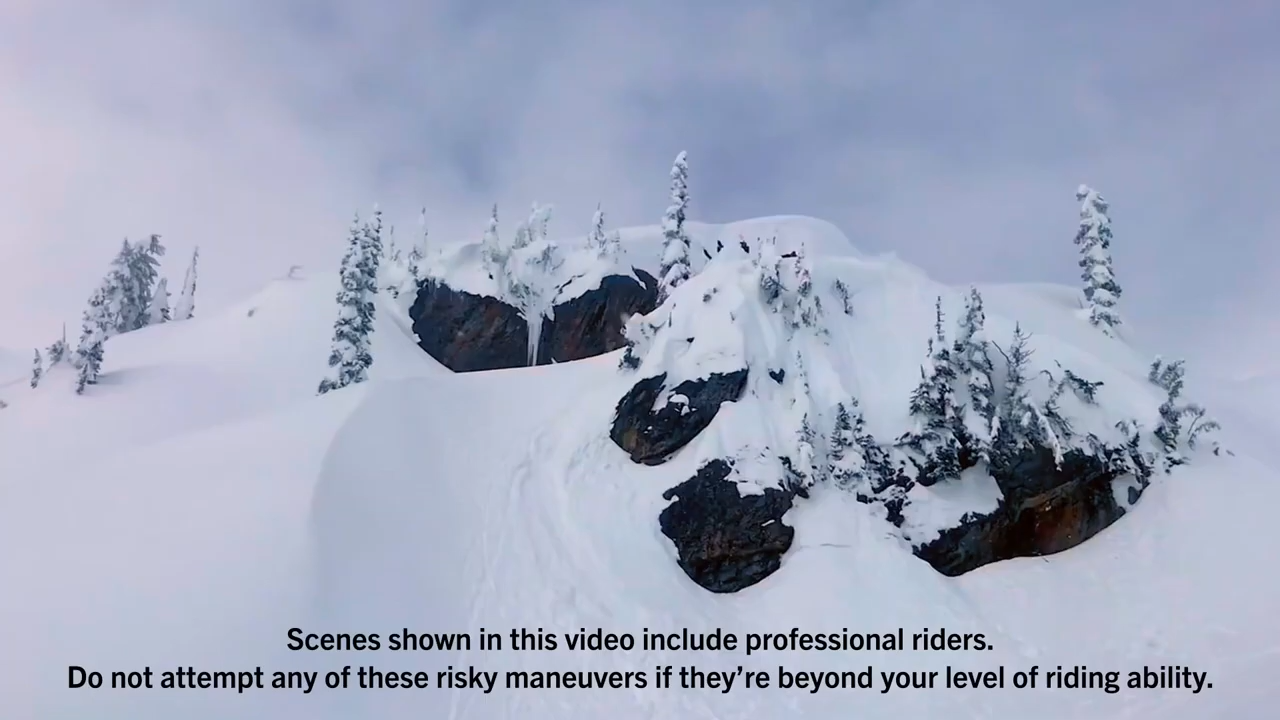 Scenes shown in this video include professional riders.
Do not attempt any of these risky maneuvers if they’re beyond your level of riding ability.